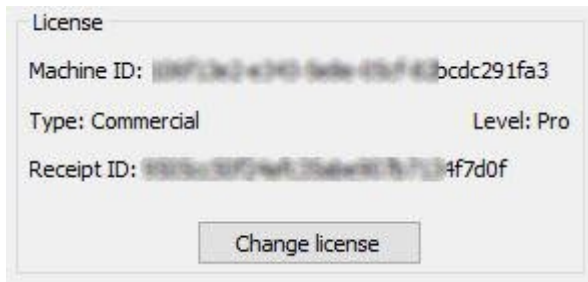 License
Machine ID: bcdc291fa3
Type: Commercial Level: Pro
Receipt ID: 4f7d0f
Change license